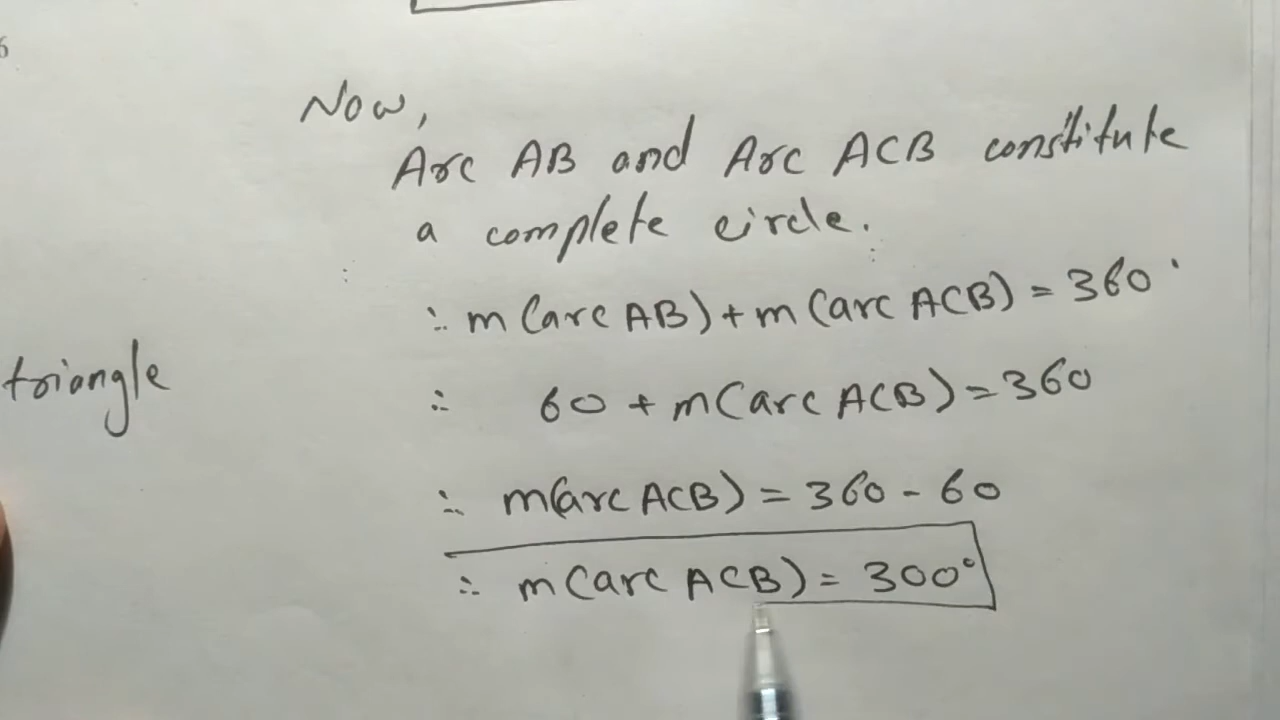 6
Now,
Arc AB and Arc ACB constitute
a complete circle.
∴ m(arc AB) + m(arc ACB) = 360°
triangle
∴ 60 + m(arc ACB) = 360
∴ m(arc ACB) = 360 - 60
∴ m(arc ACB) = 300°